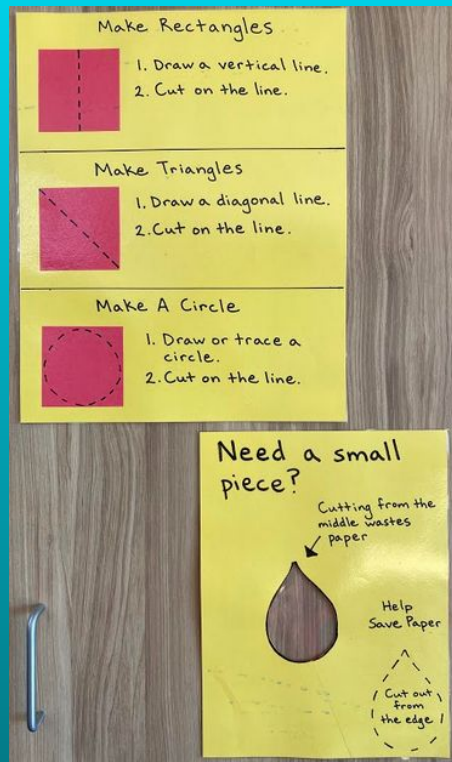 Make Rectangles
1. Draw a vertical line.
2. Cut on the line.
Make Triangles
1. Draw a diagonal line.
2. Cut on the line.
Make A Circle
1. Draw or trace a
circle.
2. Cut on the line.
Need a small
piece?
Cutting from the
middle wastes
paper
Help
Save Paper
Cut out
from
the edge